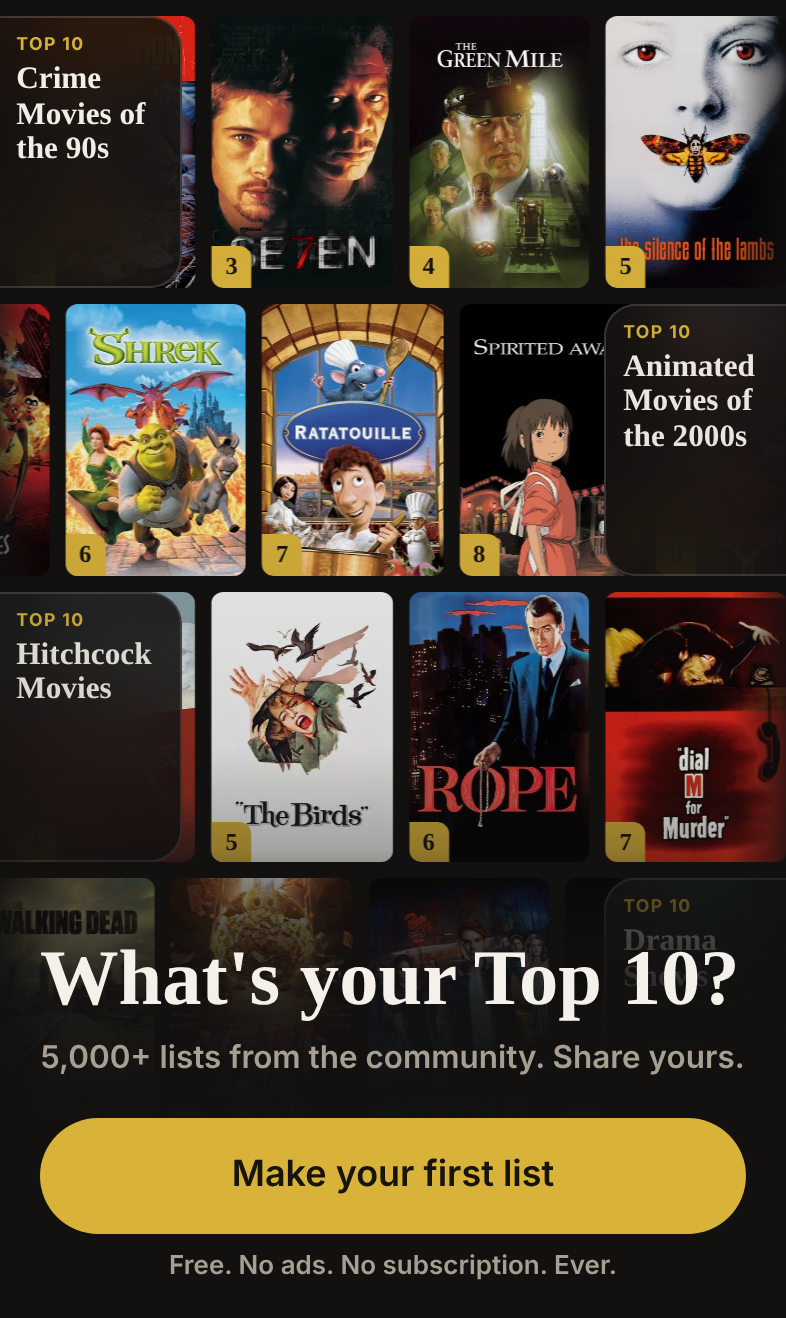 TOP 10
Crime
Movies of
the 90s
SE7EN
3
THE
GREEN MILE
4
the silence of the lambs
5
SHREK
6
RATATOUILLE
7
SPIRITED
8
TOP 10
Animated
Movies of
the 2000s
9
TOP 10
Hitchcock
Movies
"The Birds"
5
ROPE
6
"dial
M
for
Murder"
7
WALKING DEAD
TOP 10
Drama
Shows
What's your Top 10?
5,000+ lists from the community. Share yours.
Make your first list
Free. No ads. No subscription. Ever.